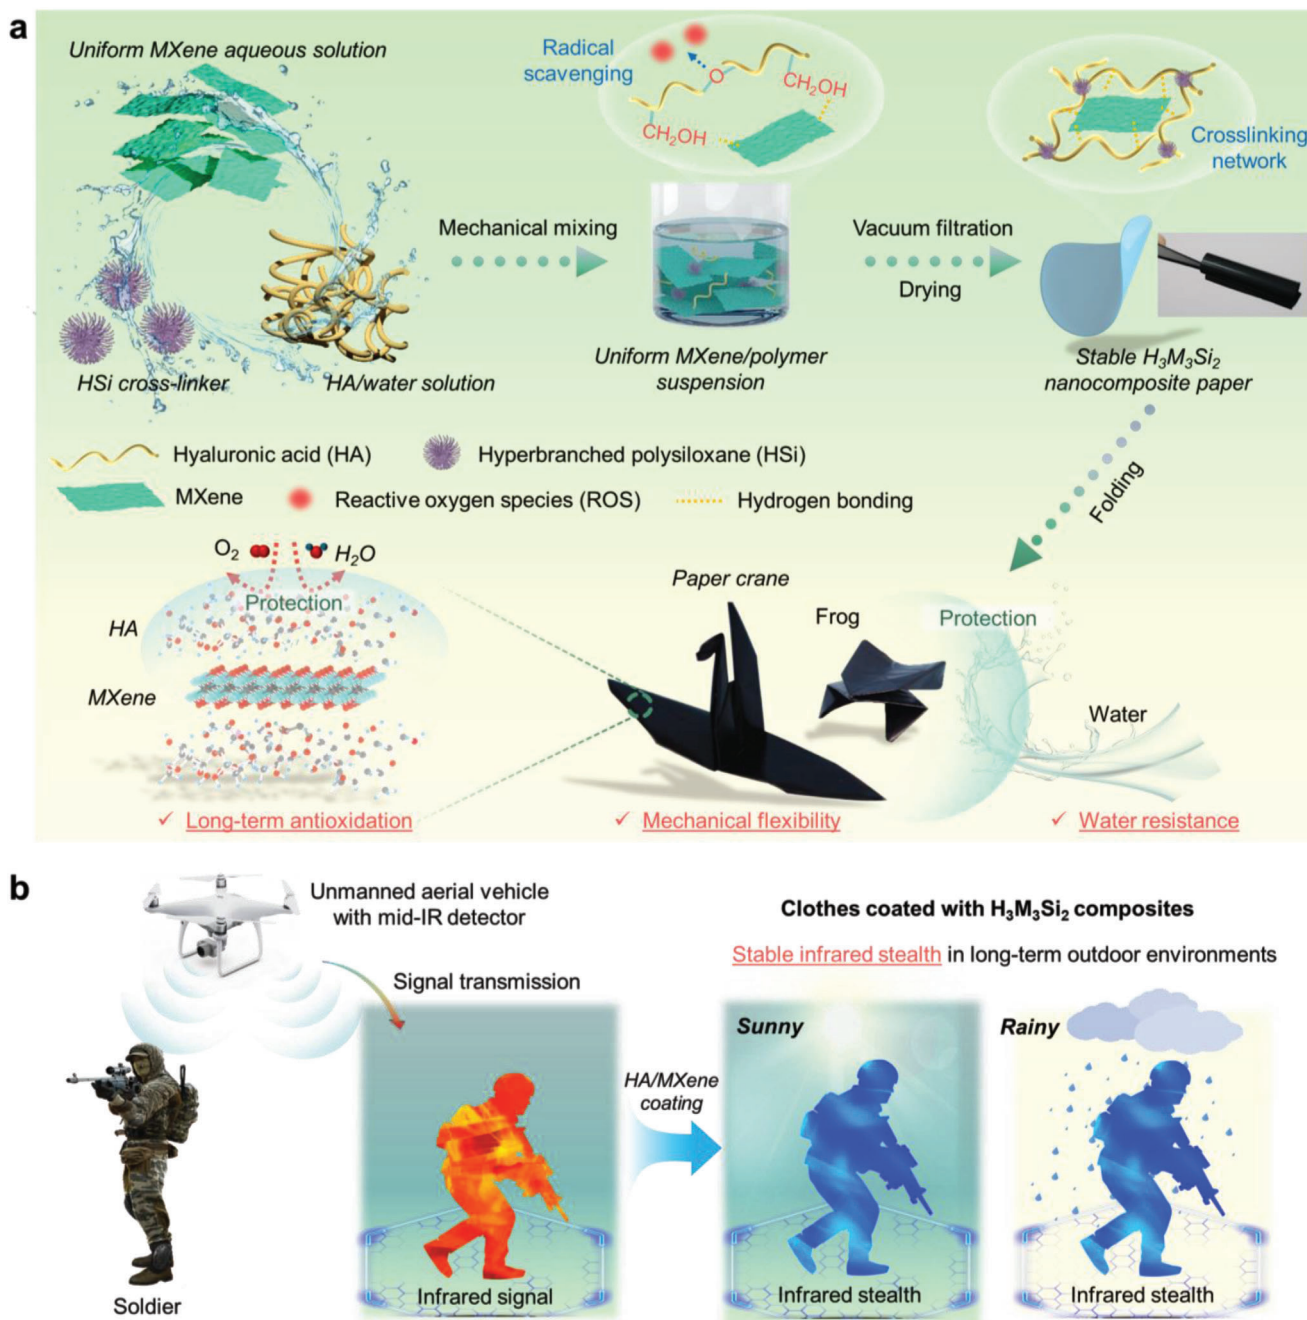 a
Uniform MXene aqueous solution
Radical
scavenging
O
CH₂OH
CH₂OH
Crosslinking
network
Mechanical mixing
Vacuum filtration
Drying
HSi cross-linker
HA/water solution
Uniform MXene/polymer
suspension
Stable H₃M₃Si₂
nanocomposite paper
Hyaluronic acid (HA)
Hyperbranched polysiloxane (HSi)
MXene
Reactive oxygen species (ROS)
Hydrogen bonding
Folding
O₂
H₂O
Protection
HA
MXene
Paper crane
Frog
Protection
Water
✓ Long-term antioxidation
✓ Mechanical flexibility
✓ Water resistance
b
Unmanned aerial vehicle
with mid-IR detector
Signal transmission
Clothes coated with H₃M₃Si₂ composites
Stable infrared stealth in long-term outdoor environments
Sunny
Rainy
HA/MXene
coating
Soldier
Infrared signal
Infrared stealth
Infrared stealth